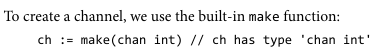 To create a channel, we use the built-in make function:
ch := make(chan int) // ch has type 'chan int'